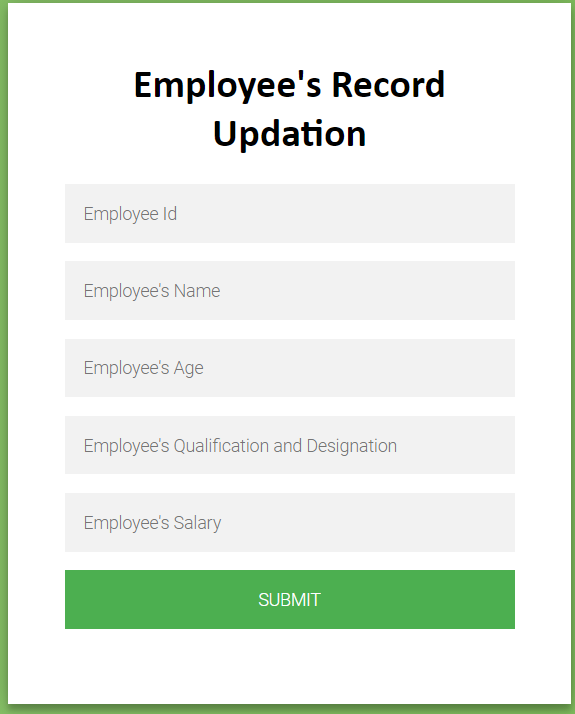 Employee's Record
Updation
Employee Id
Employee's Name
Employee's Age
Employee's Qualification and Designation
Employee's Salary
SUBMIT